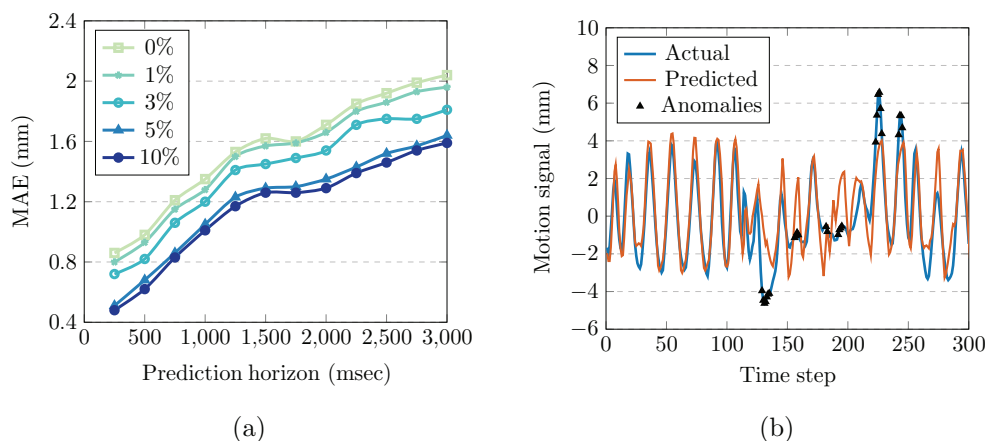 2.4
2
1.6
1.2
0.8
0.4
MAE (mm)
0%
1%
3%
5%
10%
0 500 1,000 1,500 2,000 2,500 3,000
Prediction horizon (msec)
(a)
10
8
6
4
2
0
−2
−4
−6
Motion signal (mm)
Actual
Predicted
Anomalies
0 50 100 150 200 250 300
Time step
(b)